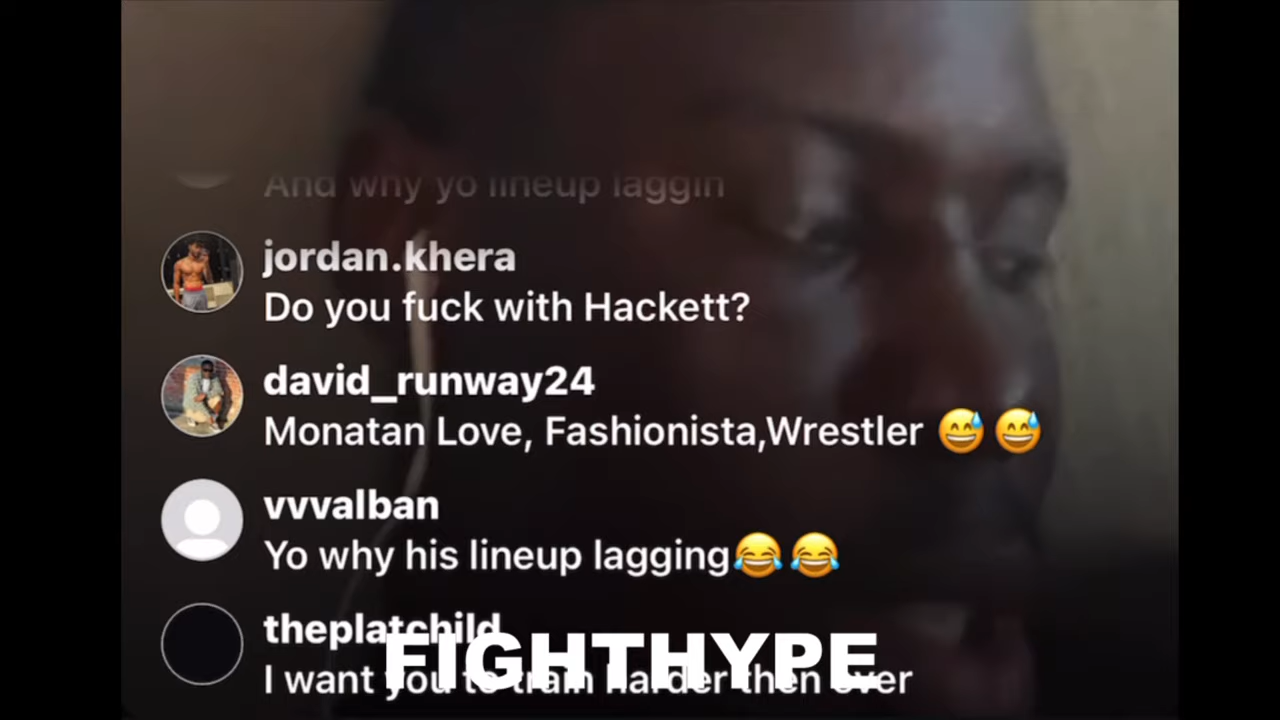 And why yo lineup laggin
jordan.khera
Do you fuck with Hackett?
david_runway24
Monatan Love, Fashionista,Wrestler 😅😅
vvvalban
Yo why his lineup lagging😂😂
theplatchild
FIGHTHYPE
I want you to train harder then ever